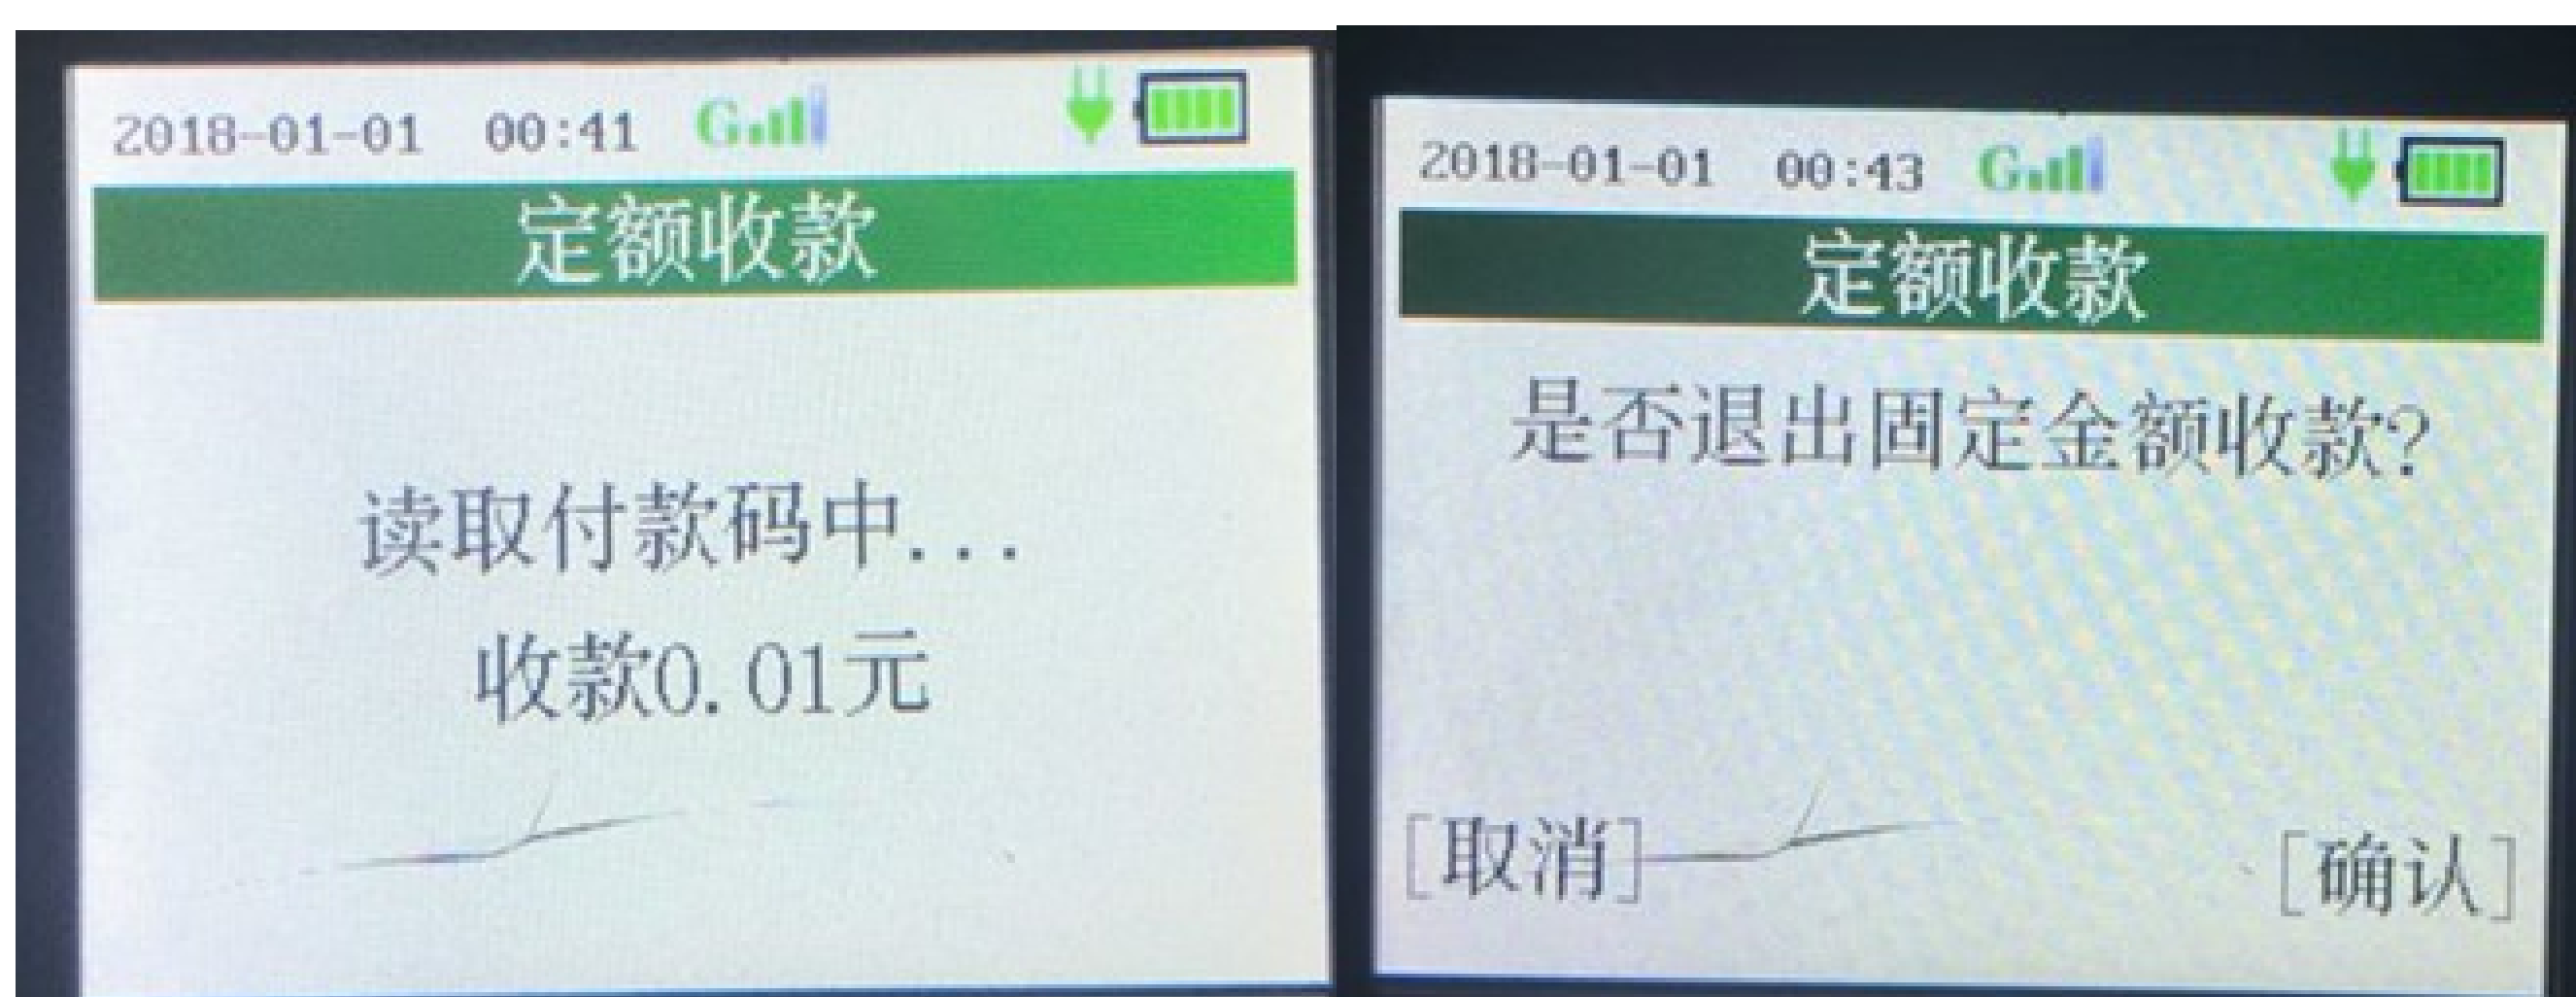 2018-01-01 00:41 G
定额收款
读取付款码中...
收款0.01元
2018-01-01 00:43 G
定额收款
是否退出固定金额收款?
[取消] [确认]